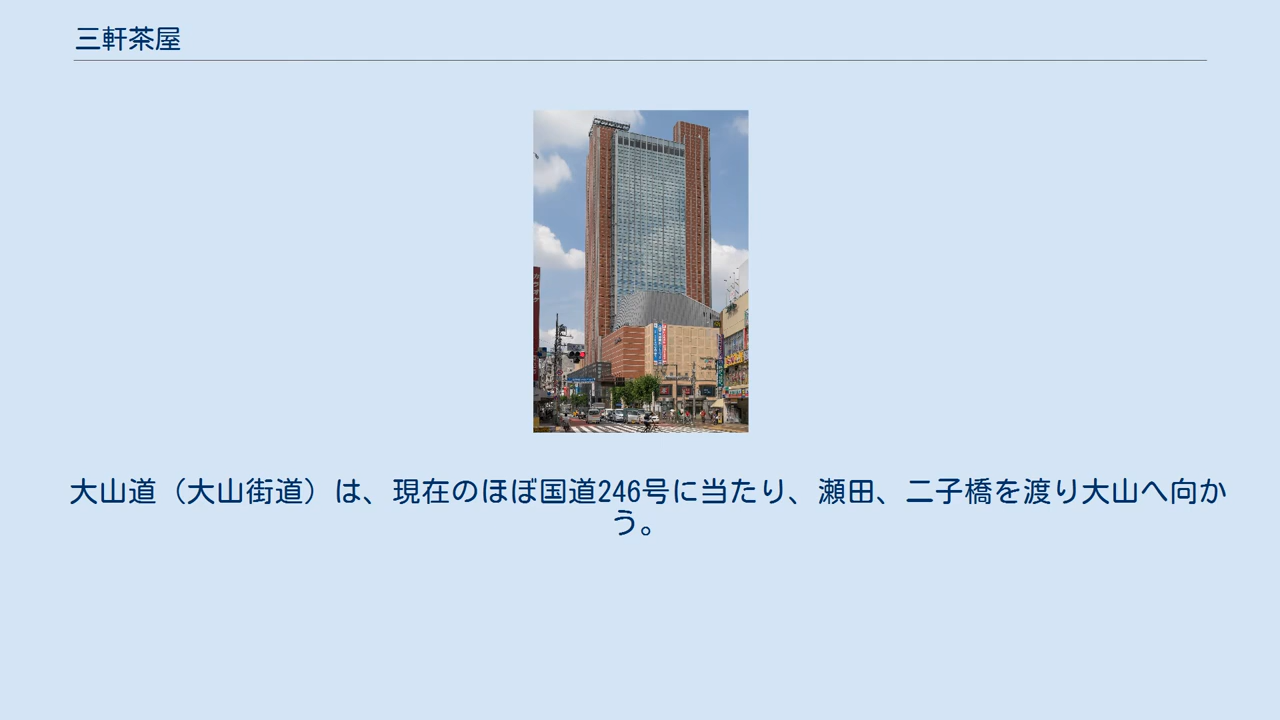 三軒茶屋
大山道（大山街道）は、現在のほぼ国道246号に当たり、瀬田、二子橋を渡り大山へ向か
う。